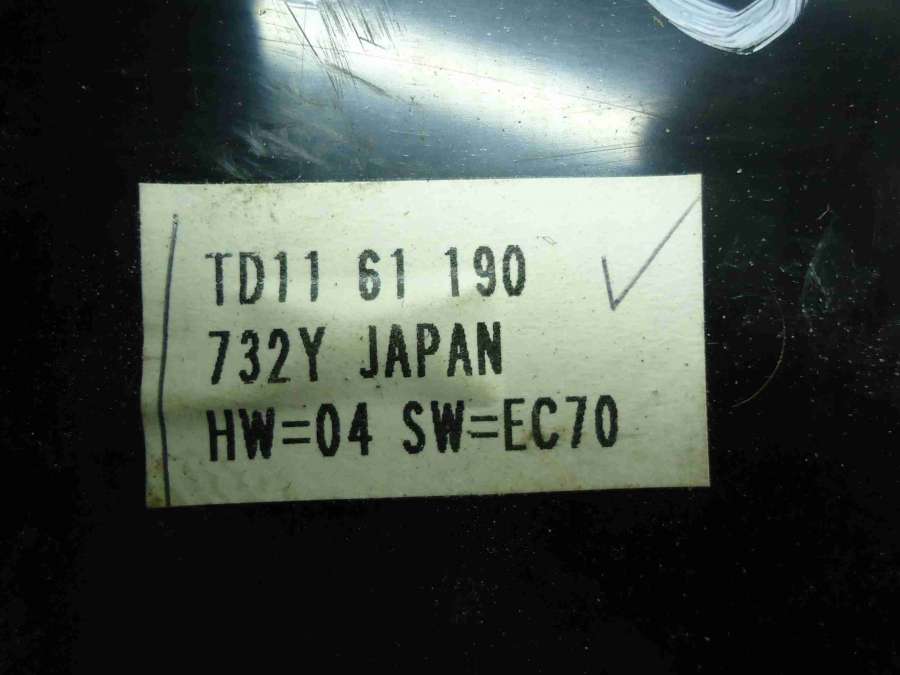 TD11 61 190
732Y JAPAN
HW=04 SW=EC70